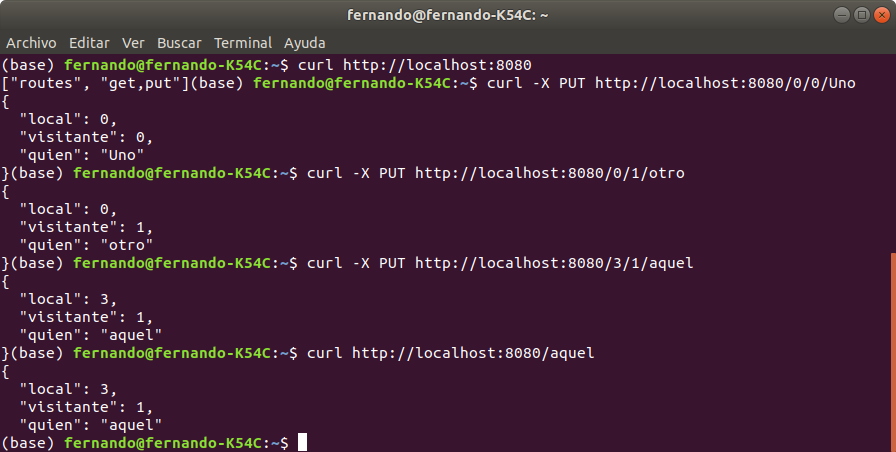 fernando@fernando-K54C: ~
Archivo Editar Ver Buscar Terminal Ayuda
(base) fernando@fernando-K54C:~$ curl http://localhost:8080
["routes", "get,put"](base) fernando@fernando-K54C:~$ curl -X PUT http://localhost:8080/0/0/Uno
{
  "local": 0,
  "visitante": 0,
  "quien": "Uno"
}(base) fernando@fernando-K54C:~$ curl -X PUT http://localhost:8080/0/1/otro
{
  "local": 0,
  "visitante": 1,
  "quien": "otro"
}(base) fernando@fernando-K54C:~$ curl -X PUT http://localhost:8080/3/1/aquel
{
  "local": 3,
  "visitante": 1,
  "quien": "aquel"
}(base) fernando@fernando-K54C:~$ curl http://localhost:8080/aquel
{
  "local": 3,
  "visitante": 1,
  "quien": "aquel"
(base) fernando@fernando-K54C:~$